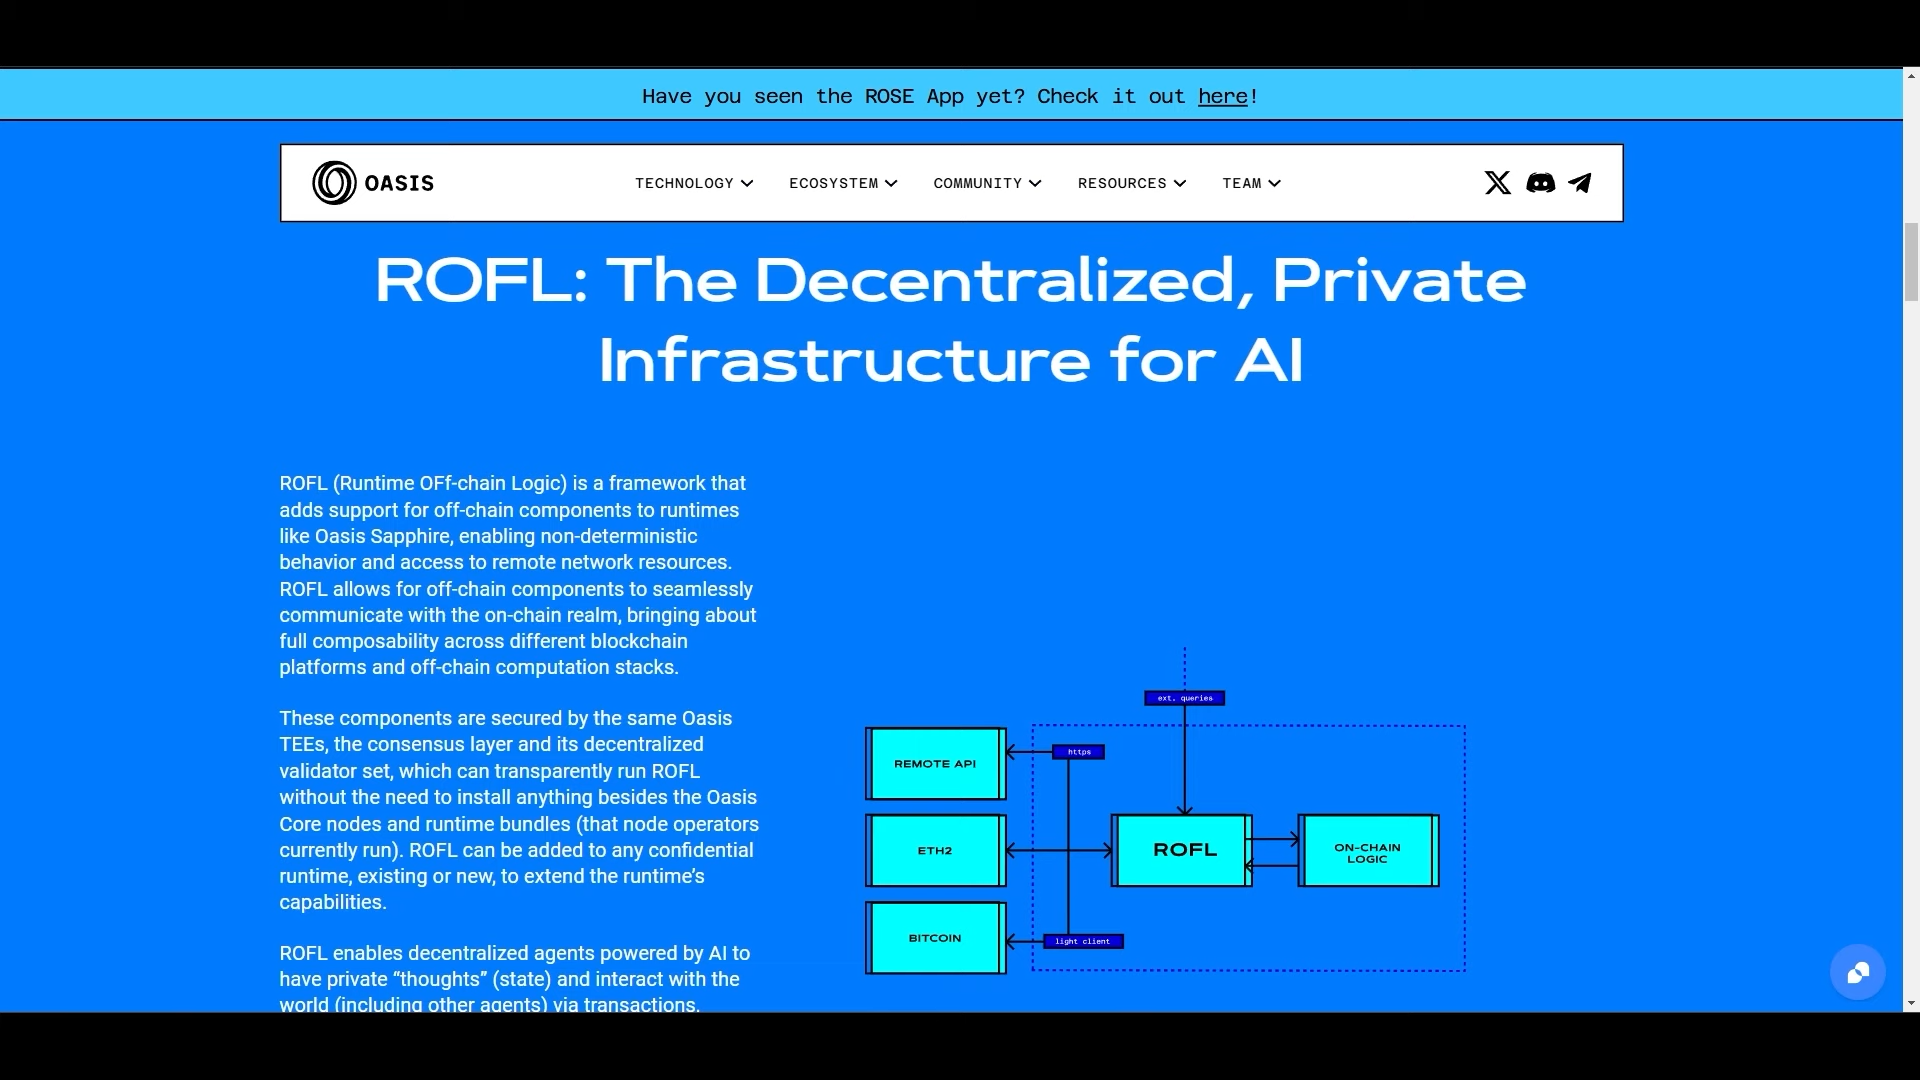 Have you seen the ROSE App yet? Check it out here!
OASIS
TECHNOLOGY
ECOSYSTEM
COMMUNITY
RESOURCES
TEAM
ROFL: The Decentralized, Private
Infrastructure for AI
ROFL (Runtime OFf-chain Logic) is a framework that
adds support for off-chain components to runtimes
like Oasis Sapphire, enabling non-deterministic
behavior and access to remote network resources.
ROFL allows for off-chain components to seamlessly
communicate with the on-chain realm, bringing about
full composability across different blockchain
platforms and off-chain computation stacks.
These components are secured by the same Oasis
TEEs, the consensus layer and its decentralized
validator set, which can transparently run ROFL
without the need to install anything besides the Oasis
Core nodes and runtime bundles (that node operators
currently run). ROFL can be added to any confidential
runtime, existing or new, to extend the runtime's
capabilities.
ROFL enables decentralized agents powered by AI to
have private “thoughts” (state) and interact with the
world (including other agents) via transactions.
ext. queries
https
REMOTE API
ETH2
ROFL
ON-CHAIN
LOGIC
BITCOIN
light client